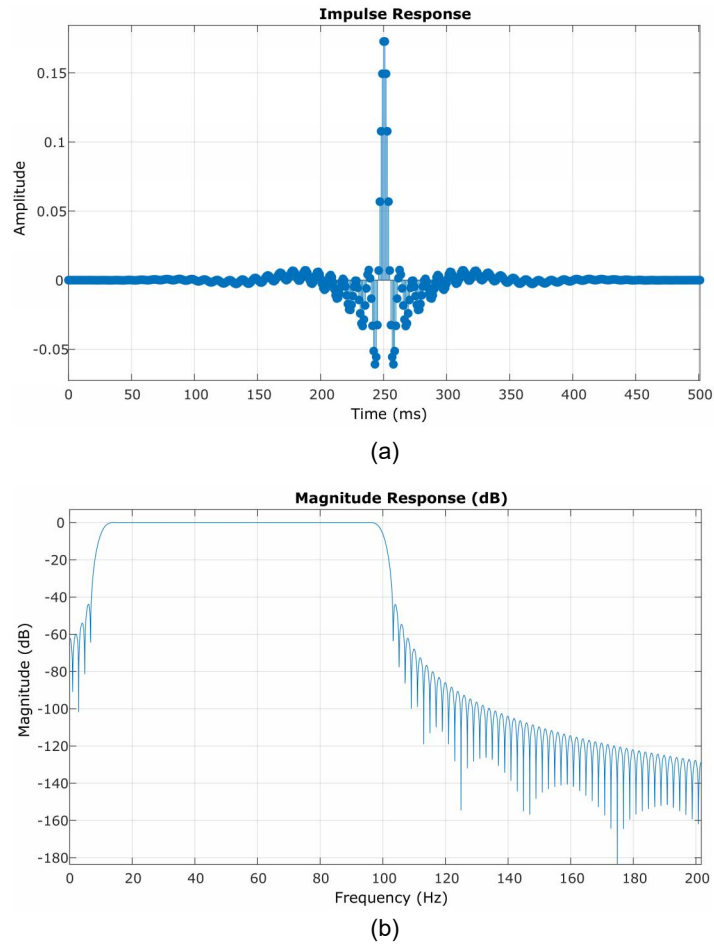 Impulse Response
0.15
0.1
0.05
0
-0.05
Amplitude
0 50 100 150 200 250 300 350 400 450 500
Time (ms)
(a)
Magnitude Response (dB)
0
-20
-40
-60
-80
-100
-120
-140
-160
-180
Magnitude (dB)
0 20 40 60 80 100 120 140 160 180 200
Frequency (Hz)
(b)